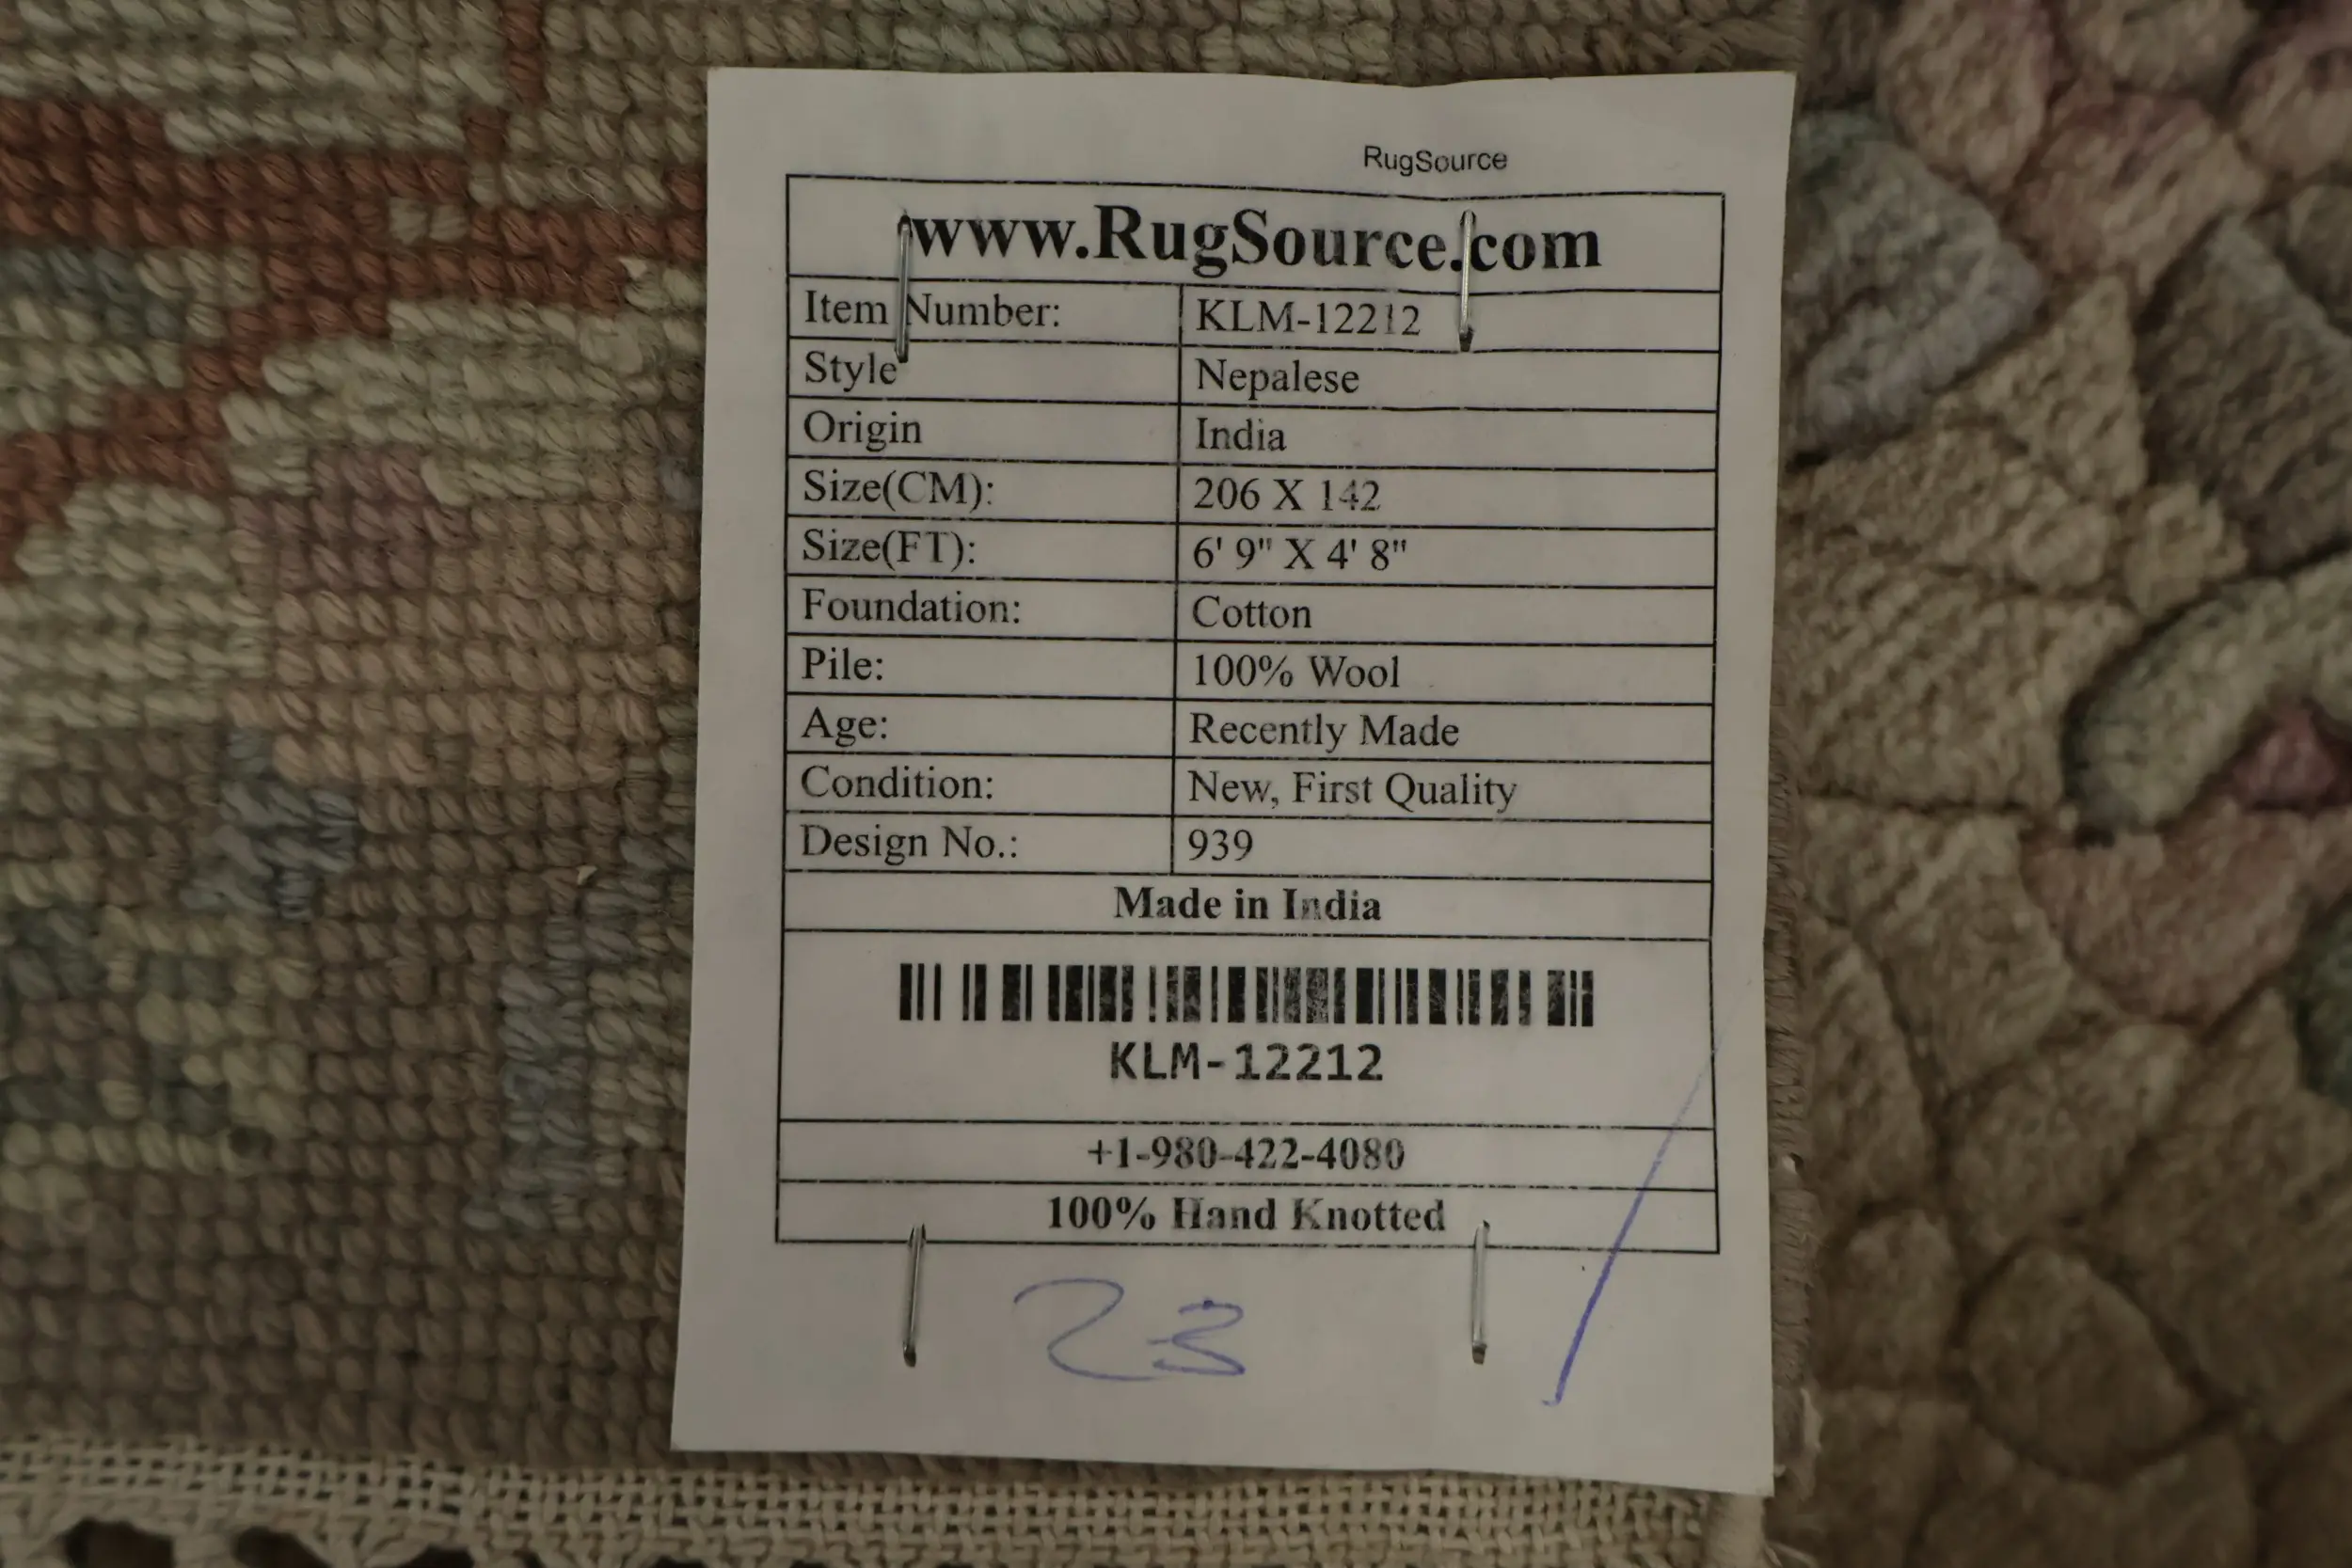 RugSource
www.RugSource.com
Item Number: KLM-12212
Style Nepalese
Origin India
Size(CM): 206 X 142
Size(FT): 6' 9" X 4' 8"
Foundation: Cotton
Pile: 100% Wool
Age: Recently Made
Condition: New, First Quality
Design No.: 939
Made in India
KLM-12212
+1-980-422-4080
100% Hand Knotted
23